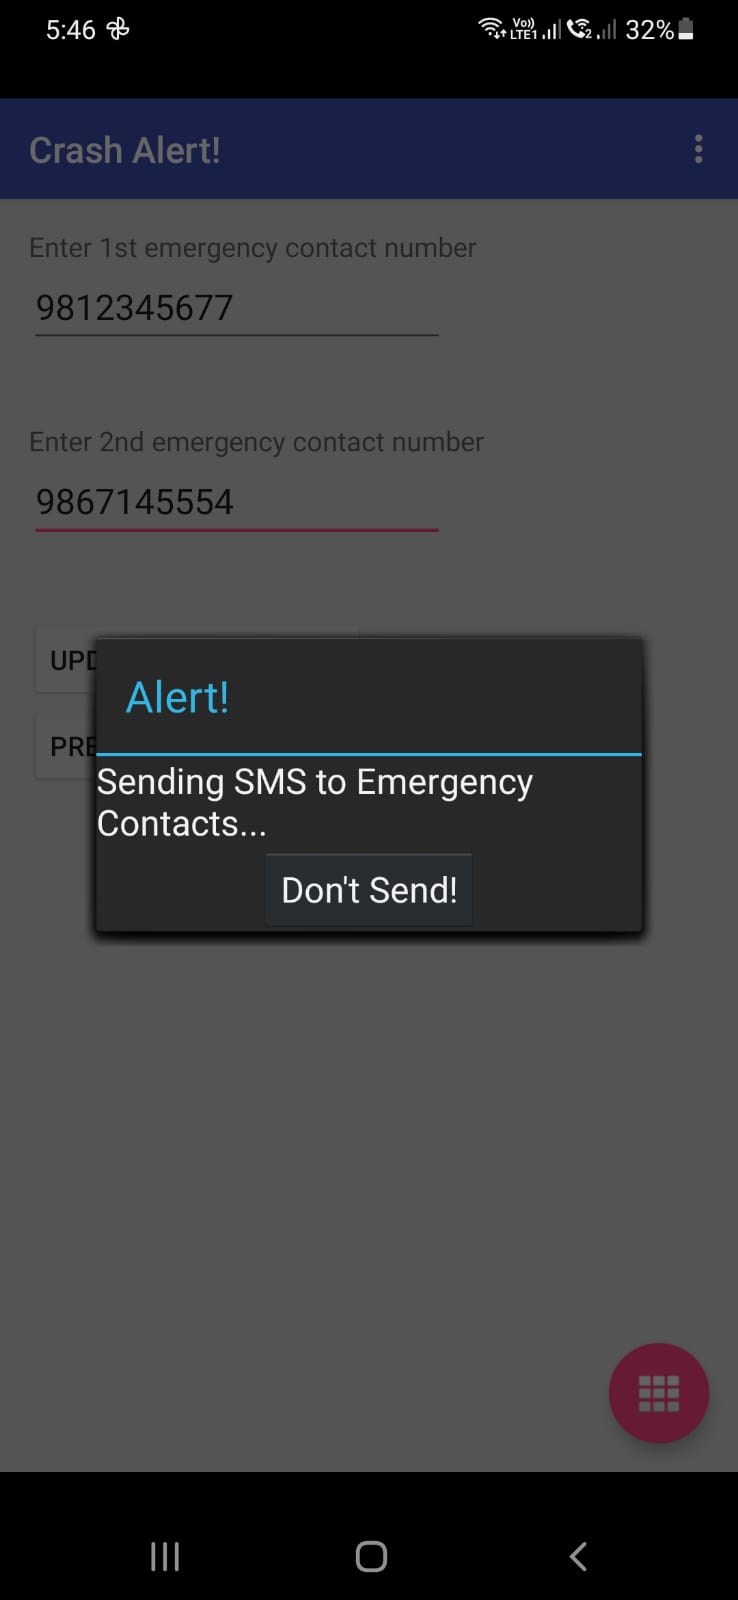 5:46
Vo)) LTE1 2 32%
Crash Alert!
Enter 1st emergency contact number
9812345677
Enter 2nd emergency contact number
9867145554
UPD
PRE
Alert!
Sending SMS to Emergency
Contacts...
Don't Send!